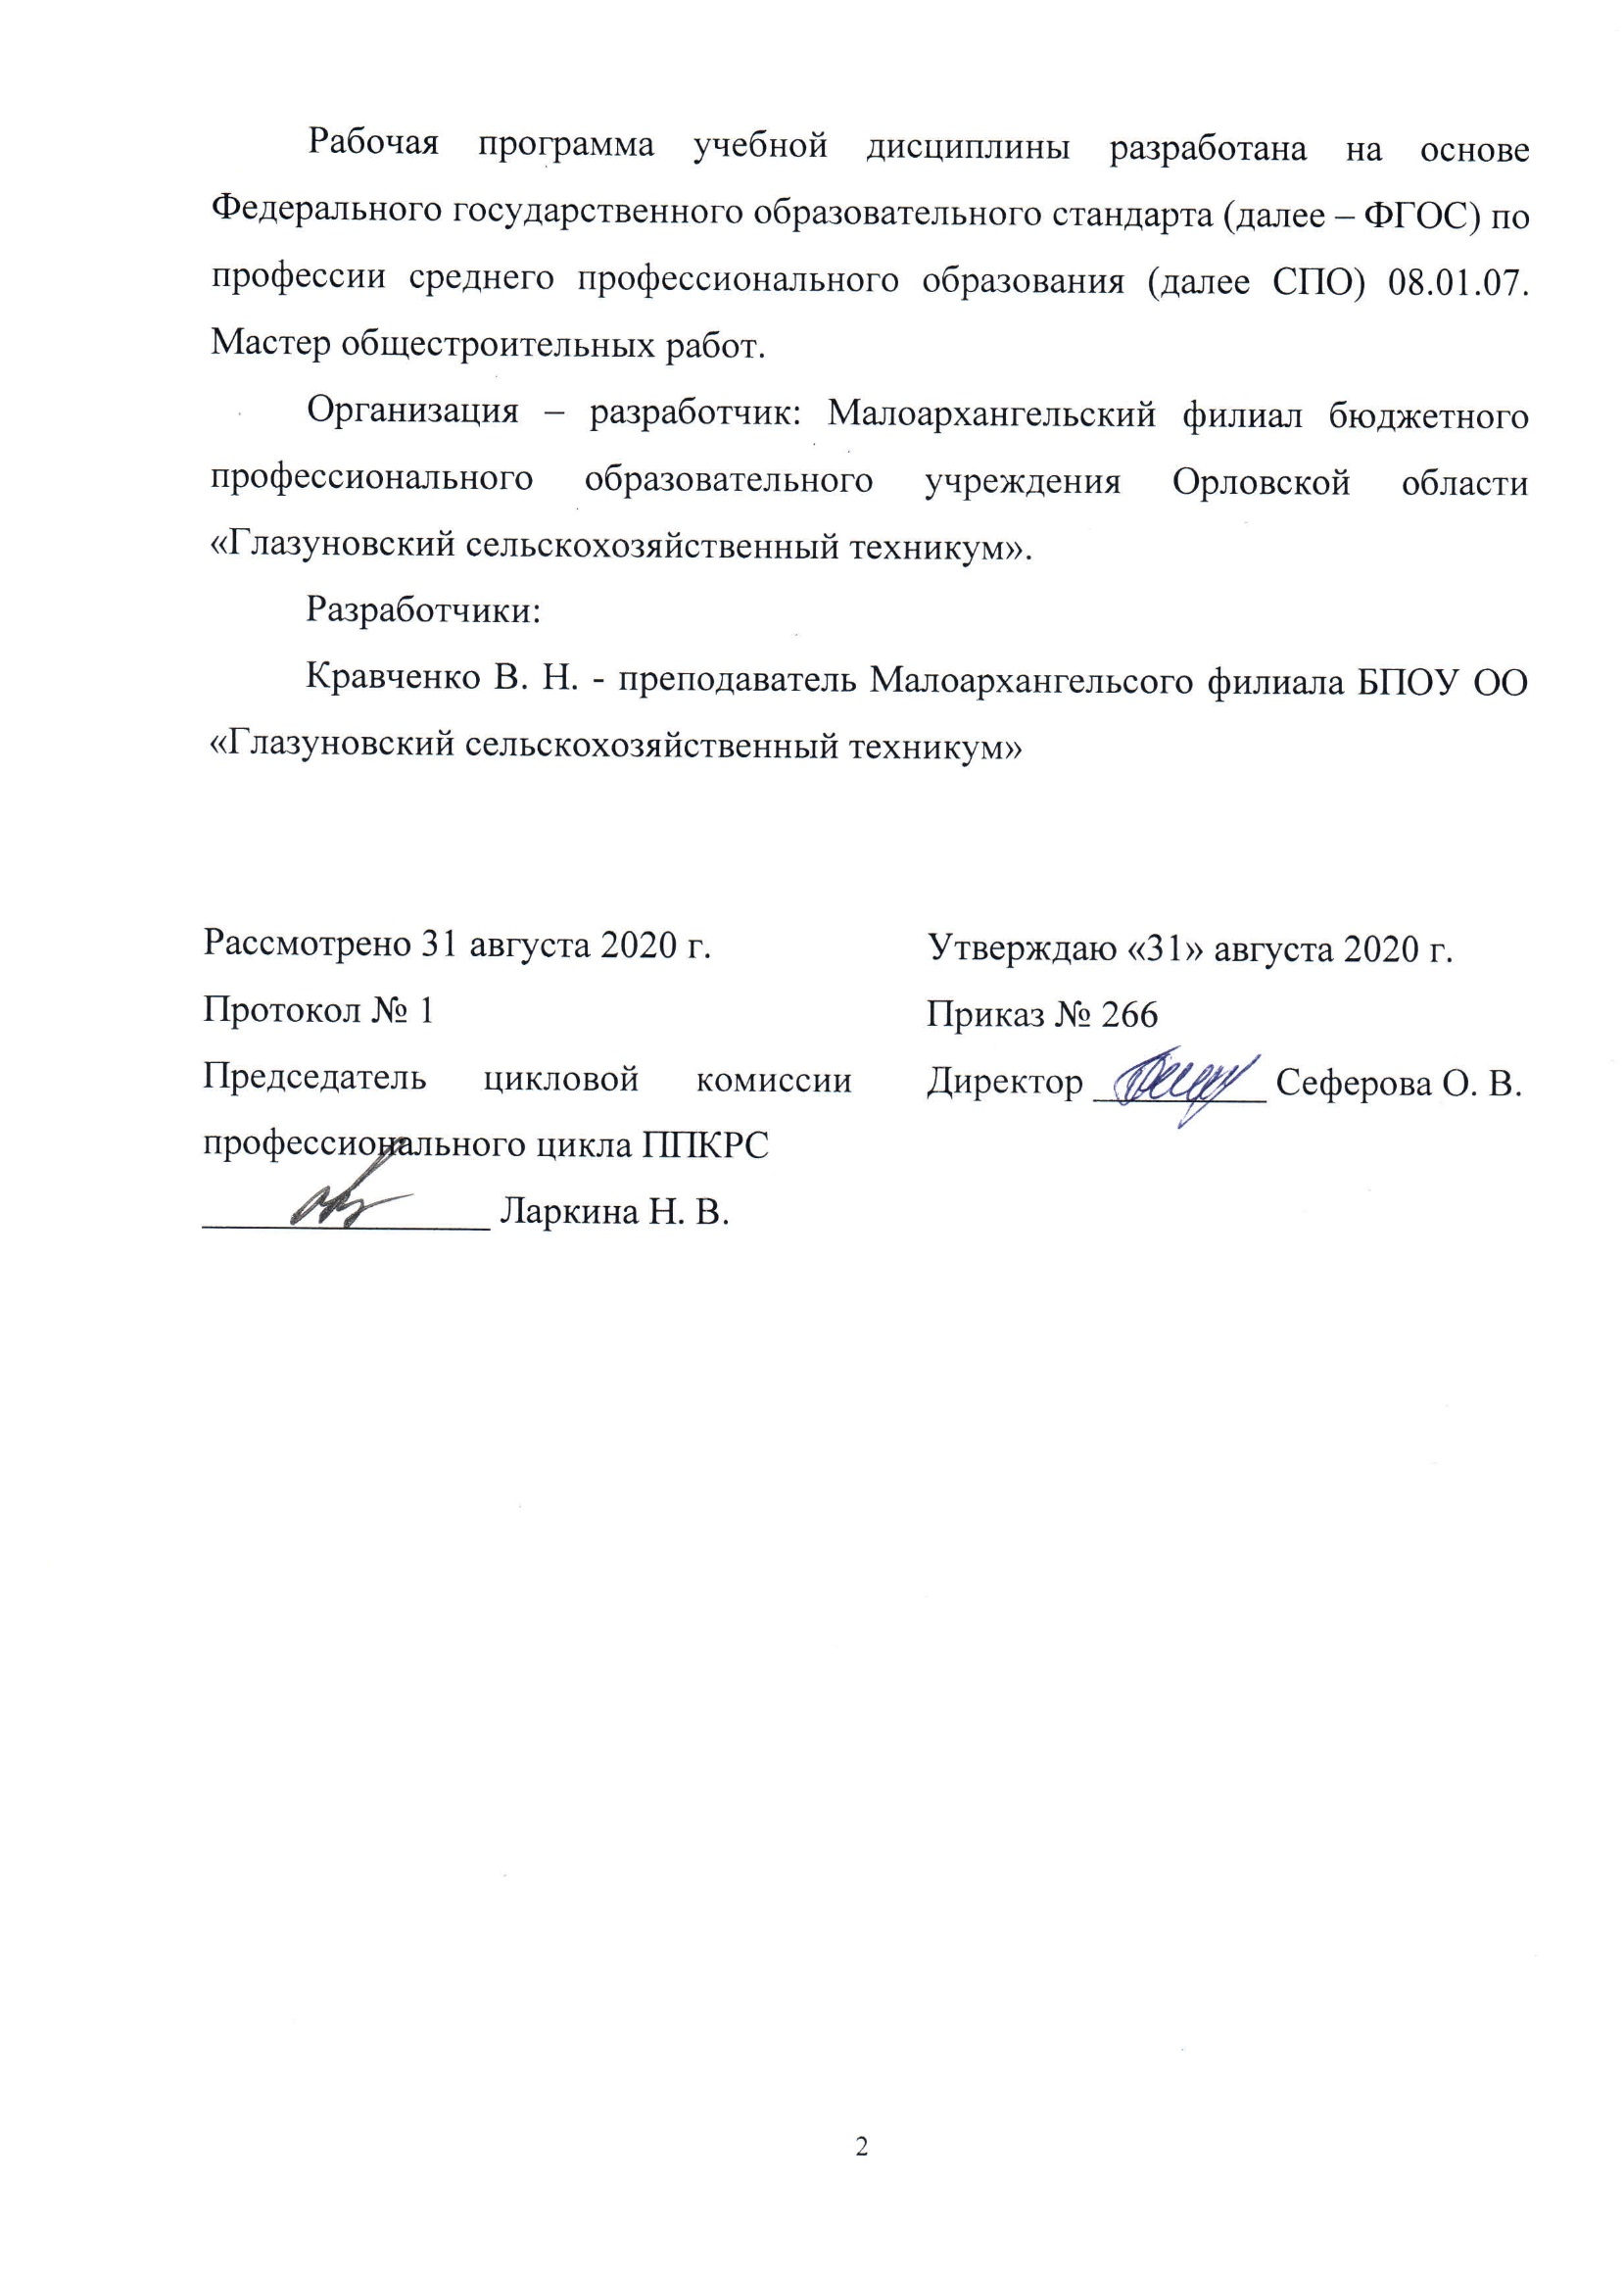 Рабочая программа учебной дисциплины разработана на основе
Федерального государственного образовательного стандарта (далее – ФГОС) по
профессии среднего профессионального образования (далее СПО) 08.01.07.
Мастер общестроительных работ.
Организация – разработчик: Малоархангельский филиал бюджетного
профессионального образовательного учреждения Орловской области
«Глазуновский сельскохозяйственный техникум».
Разработчики:
Кравченко В. Н. - преподаватель Малоархангельсого филиала БПОУ ОО
«Глазуновский сельскохозяйственный техникум»
Рассмотрено 31 августа 2020 г.
Протокол № 1
Председатель цикловой комиссии
профессионального цикла ППКРС
Ларкина Н. В.
Утверждаю «31» августа 2020 г.
Приказ № 266
Директор Сеферова О. В.
2